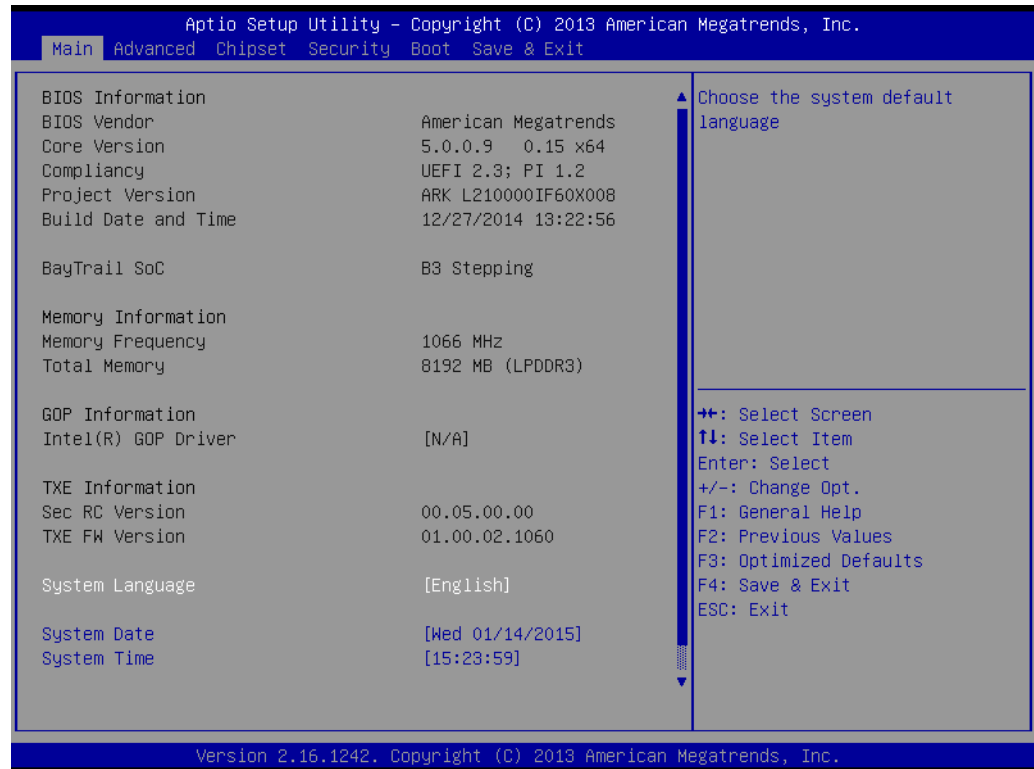 Aptio Setup Utility – Copyright (C) 2013 American Megatrends, Inc.
Main Advanced Chipset Security Boot Save & Exit
BIOS Information
BIOS Vendor American Megatrends
Core Version 5.0.0.9 0.15 x64
Compliancy UEFI 2.3; PI 1.2
Project Version ARK L210000IF60X008
Build Date and Time 12/27/2014 13:22:56
BayTrail SoC B3 Stepping
Memory Information
Memory Frequency 1066 MHz
Total Memory 8192 MB (LPDDR3)
GOP Information
Intel(R) GOP Driver [N/A]
TXE Information
Sec RC Version 00.05.00.00
TXE FW Version 01.00.02.1060
System Language [English]
System Date [Wed 01/14/2015]
System Time [15:23:59]
Choose the system default
language
→←: Select Screen
↑↓: Select Item
Enter: Select
+/-: Change Opt.
F1: General Help
F2: Previous Values
F3: Optimized Defaults
F4: Save & Exit
ESC: Exit
Version 2.16.1242. Copyright (C) 2013 American Megatrends, Inc.